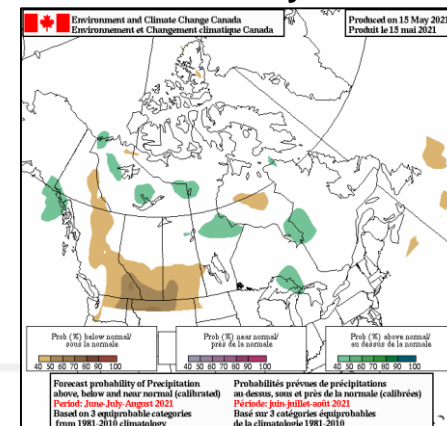 Environment and Climate Change Canada
Environnement et Changement climatique Canada
Produced on 15 May 2021
Produit le 15 mai 2021
Prob (%) below normal/
sous la normale
40 50 60 70 80 90 100
Prob (%) near normal/
près de la normale
40 50 60 70 80 90 100
Prob (%) above normal/
au dessus de la normale
40 50 60 70 80 90 100
Forecast probability of Precipitation
above, below and near normal (calibrated)
Period: June-July-August 2021
Based on 3 equiprobable categories
from 1981-2010 climatology
Probabilités prévues de précipitations
au-dessus, sous et près de la normale (calibrées)
Période: juin-juillet-août 2021
Basé sur 3 catégories équiprobables
de la climatologie 1981-2010